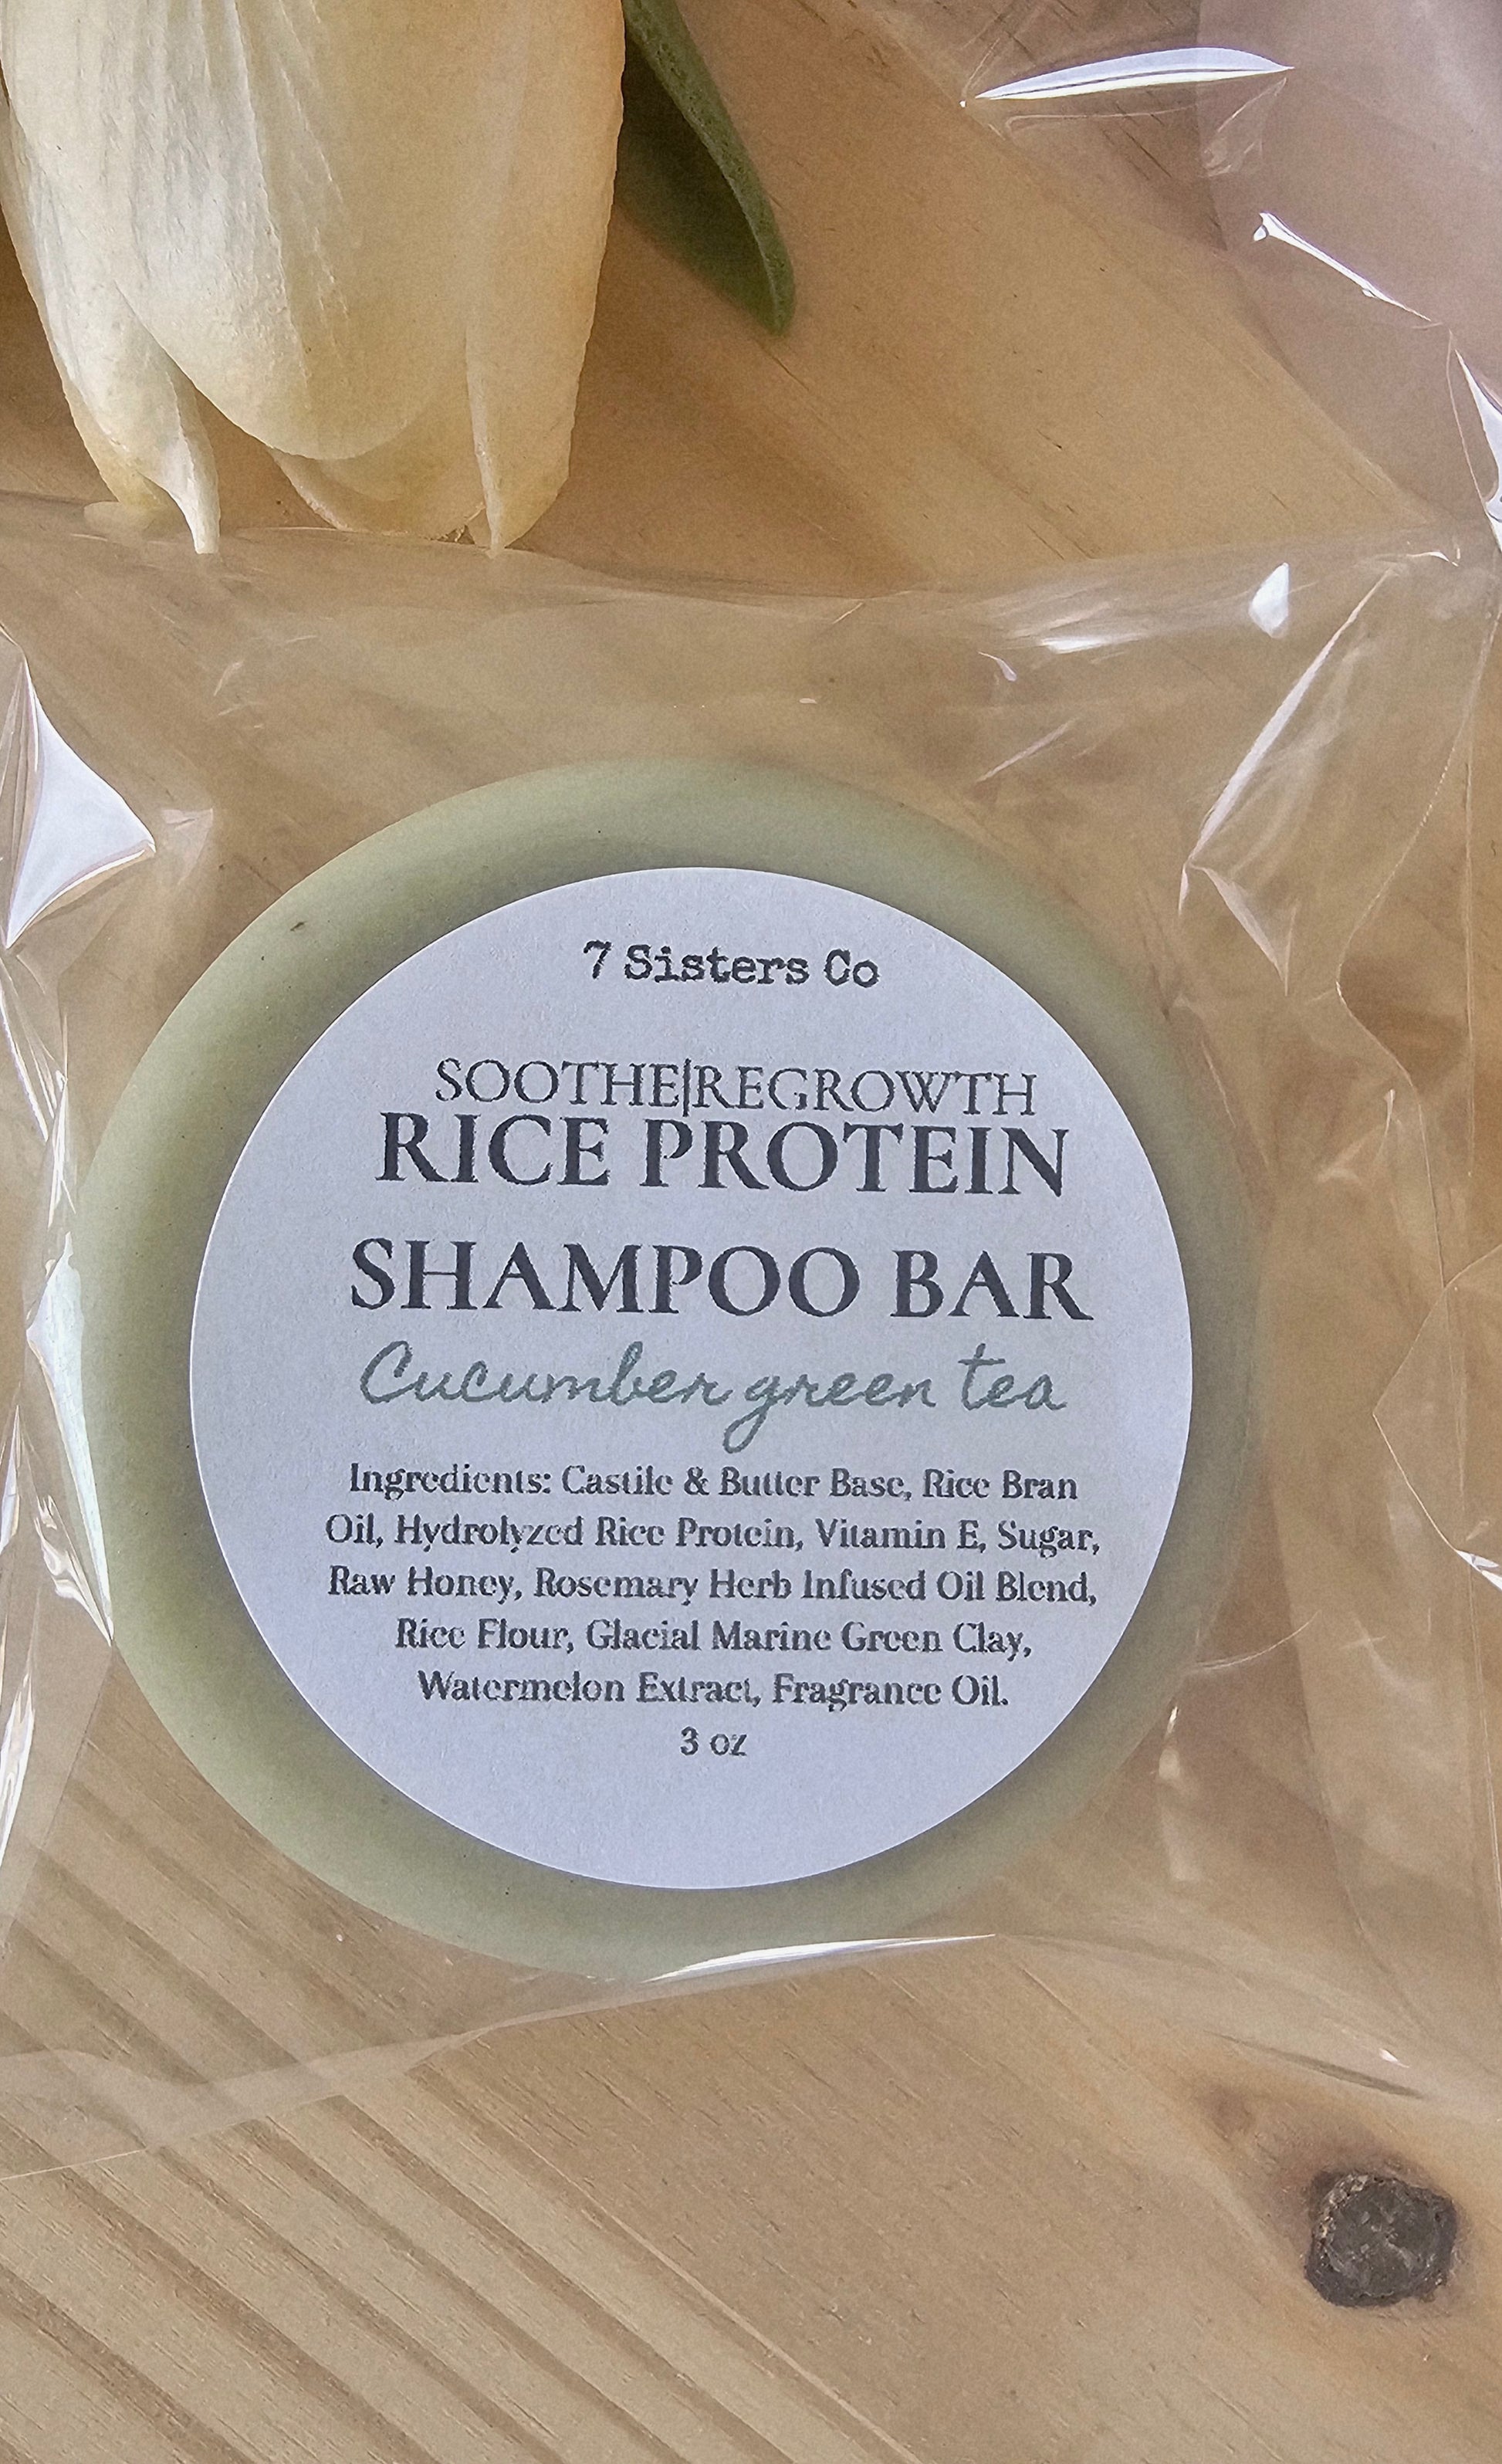 7 Sisters Co
SOOTHE|REGROWTH
RICE PROTEIN
SHAMPOO BAR
Cucumber green tea
Ingredients: Castile & Butter Base, Rice Bran
Oil, Hydrolyzed Rice Protein, Vitamin E, Sugar,
Raw Honey, Rosemary Herb Infused Oil Blend,
Rice Flour, Glacial Marine Green Clay,
Watermelon Extract, Fragrance Oil.
3 oz